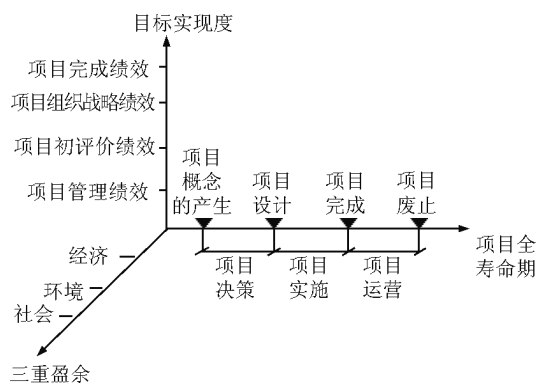 目标实现度
项目完成绩效
项目组织战略绩效
项目初评价绩效
项目管理绩效
项目
概念
的产生
项目
设计
项目
完成
项目
废止
项目全
寿命期
项目
决策
项目
实施
项目
运营
经济
环境
社会
三重盈余